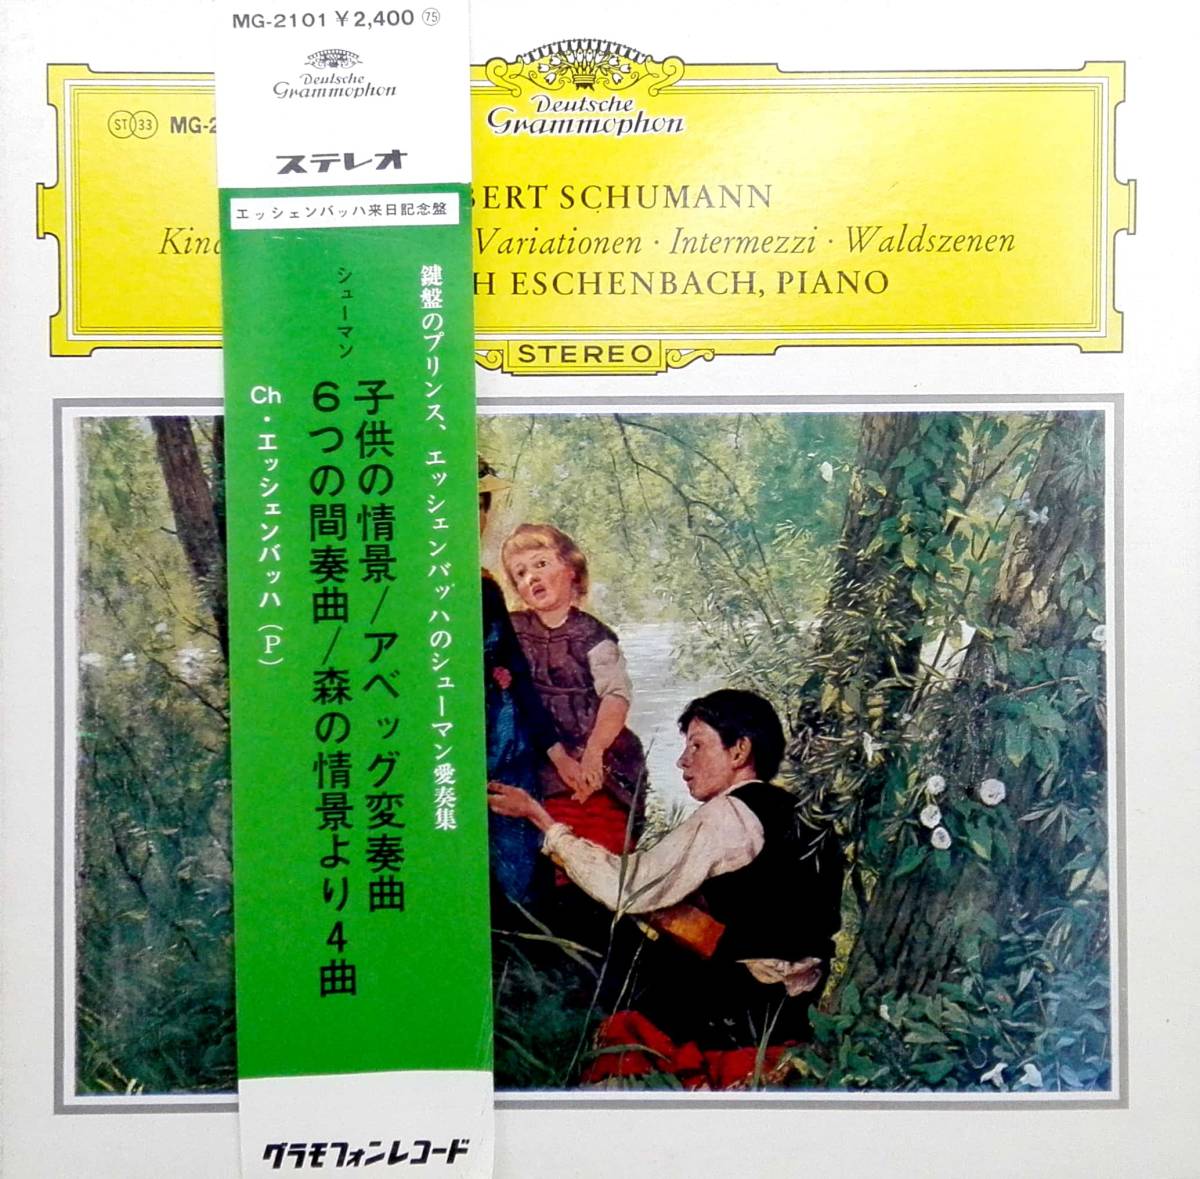 MG-2101 ¥2,400 ㊆
Deutsche
Grammophon
ステレオ
エッシェンバッハ来日記念盤
鍵盤のプリンス、エッシェンバッハのシューマン愛奏集
シューマン
子供の情景/アベッグ変奏曲
6つの間奏曲/森の情景より4曲
Ch・エッシェンバッハ(P)
グラモフォンレコード
Deutsche
Grammophon
ST 33 MG-2
BERT SCHUMANN
Kind Variationen · Intermezzi · Waldszenen
H ESCHENBACH, PIANO
STEREO